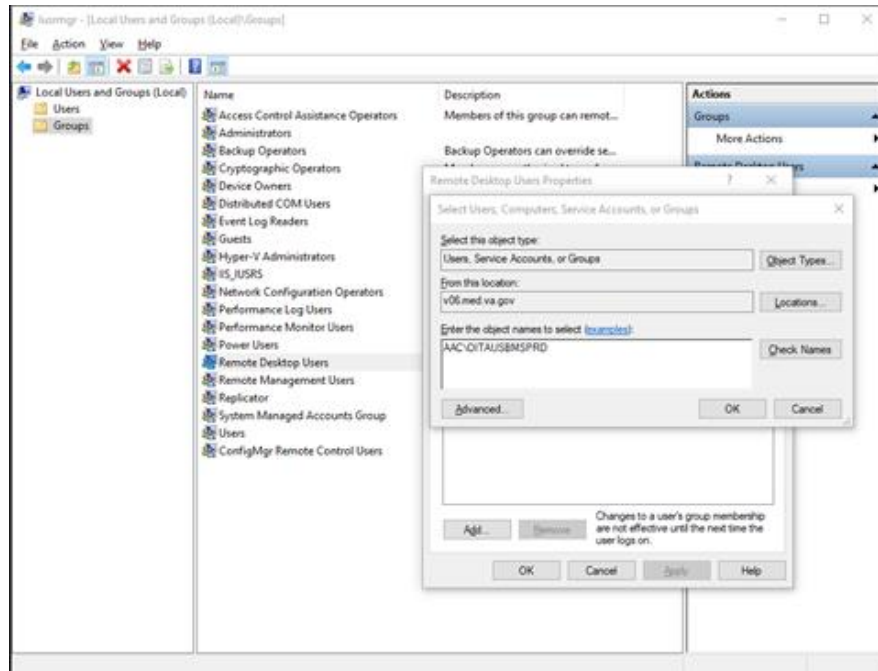 lusrmgr - [Local Users and Groups (Local)\Groups]
File Action View Help
Local Users and Groups (Local)
Users
Groups
Name Description
Access Control Assistance Operators Members of this group can remot...
Administrators
Backup Operators Backup Operators can override se...
Cryptographic Operators
Device Owners
Distributed COM Users
Event Log Readers
Guests
Hyper-V Administrators
IIS_IUSRS
Network Configuration Operators
Performance Log Users
Performance Monitor Users
Power Users
Remote Desktop Users
Remote Management Users
Replicator
System Managed Accounts Group
Users
ConfigMgr Remote Control Users
Actions
Groups
More Actions
Remote Desktop Users
Remote Desktop Users Properties ? ×
Select Users, Computers, Service Accounts, or Groups
Select this object type:
Users, Service Accounts, or Groups Object Types...
From this location:
v06.med.va.gov Locations...
Enter the object names to select (examples):
AAC\OITAUSBMSPRD Check Names
Advanced... OK Cancel
Add... Remove
Changes to a user's group membership
are not effective until the next time the
user logs on.
OK Cancel Apply Help